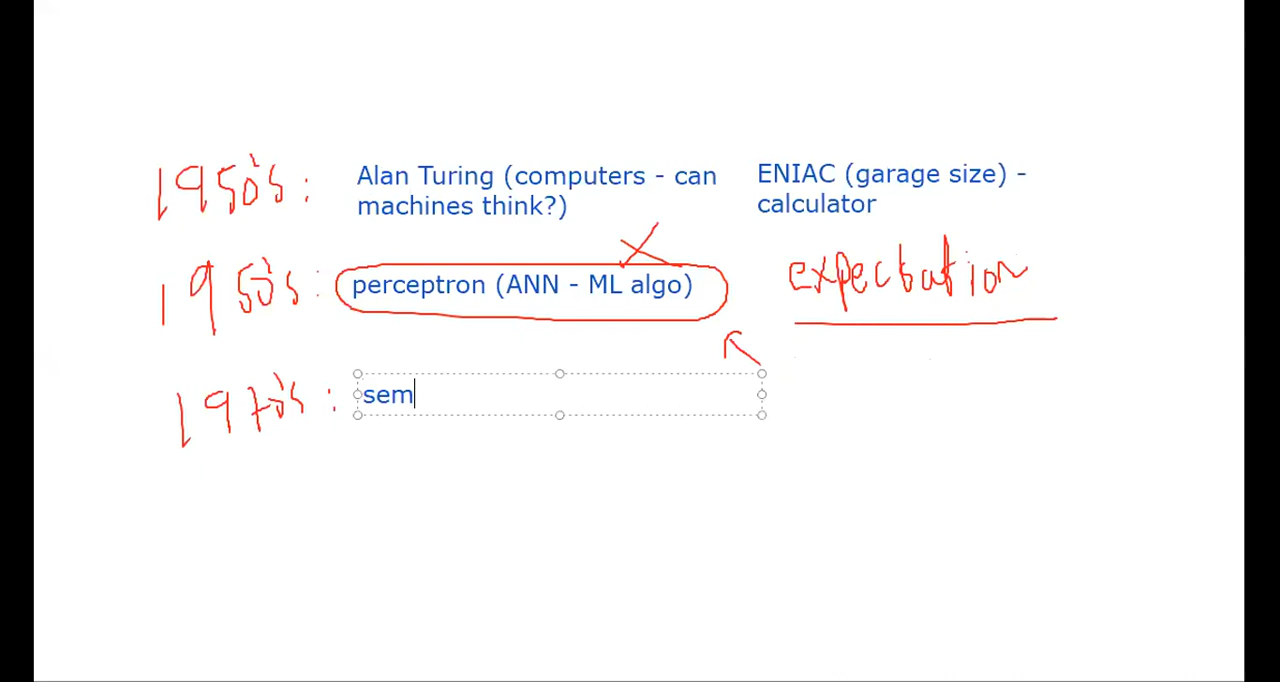 1950's : Alan Turing (computers - can
machines think?)
ENIAC (garage size) -
calculator
1950's : perceptron (ANN - ML algo)
expectation
1970's : sem